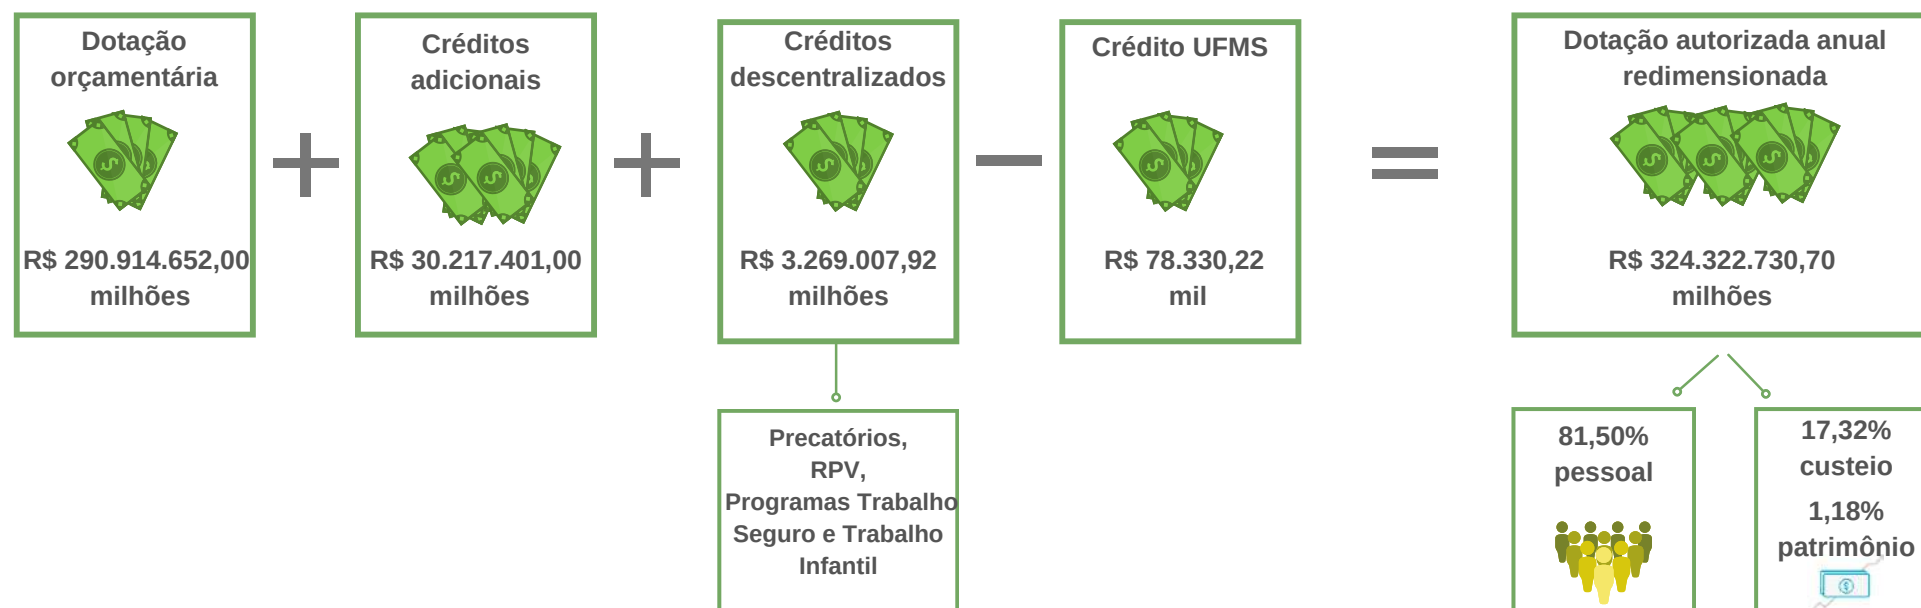 Dotação
orçamentária
R$ 290.914.652,00
milhões
Créditos
adicionais
R$ 30.217.401,00
milhões
Créditos
descentralizados
R$ 3.269.007,92
milhões
Crédito UFMS
R$ 78.330,22
mil
Dotação autorizada anual
redimensionada
R$ 324.322.730,70
milhões
Precatórios,
RPV,
Programas Trabalho
Seguro e Trabalho
Infantil
81,50%
pessoal
17,32%
custeio
1,18%
patrimônio